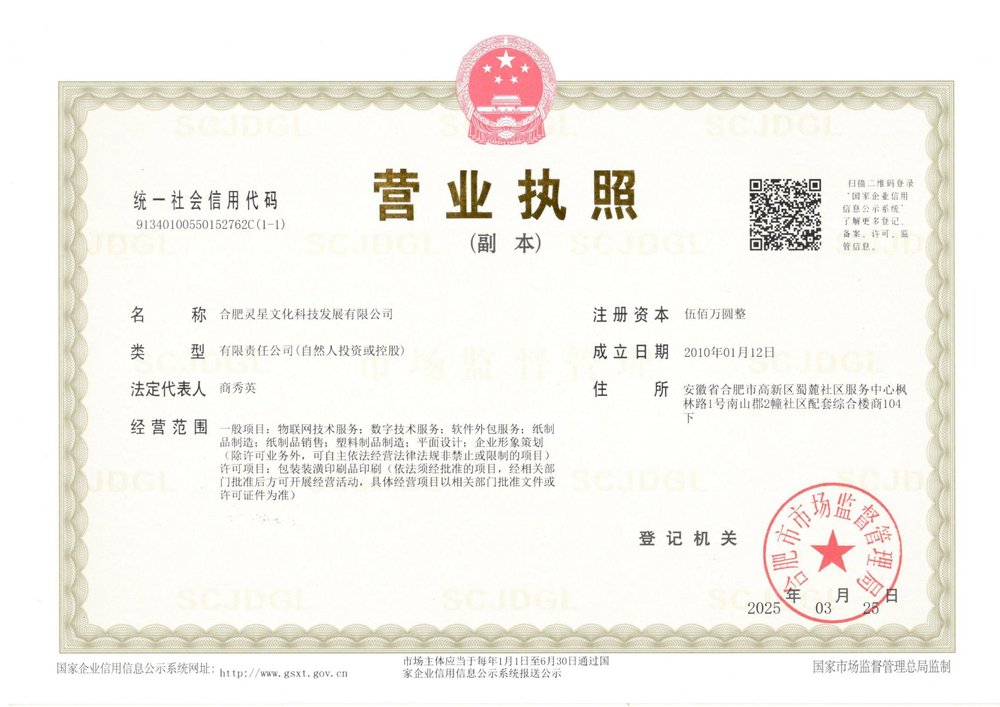 营业执照
(副 本)
统一社会信用代码
91340100550152762C(1-1)
扫描二维码登录
"国家企业信用
信息公示系统"
了解更多登记、
备案、许可、监
管信息。
名 称 合肥灵星文化科技发展有限公司
类 型 有限责任公司(自然人投资或控股)
法定代表人 商秀英
经营范围 一般项目：物联网技术服务；数字技术服务；软件外包服务；纸制
品制造；纸制品销售；塑料制品制造；平面设计；企业形象策划
（除许可业务外，可自主依法经营法律法规非禁止或限制的项目）
许可项目：包装装潢印刷品印刷（依法须经批准的项目，经相关部
门批准后方可开展经营活动，具体经营项目以相关部门批准文件或
许可证件为准）
注册资本 伍佰万圆整
成立日期 2010年01月12日
住 所 安徽省合肥市高新区蜀麓社区服务中心枫
林路1号南山郡2幢社区配套综合楼商104
下
登记机关
合肥市市场监督管理局
2025 年 03 月 25 日
国家企业信用信息公示系统网址: http://www.gsxt.gov.cn
市场主体应当于每年1月1日至6月30日通过国
家企业信用信息公示系统报送公示
国家市场监督管理总局监制
SCJDGL
市场监督管理